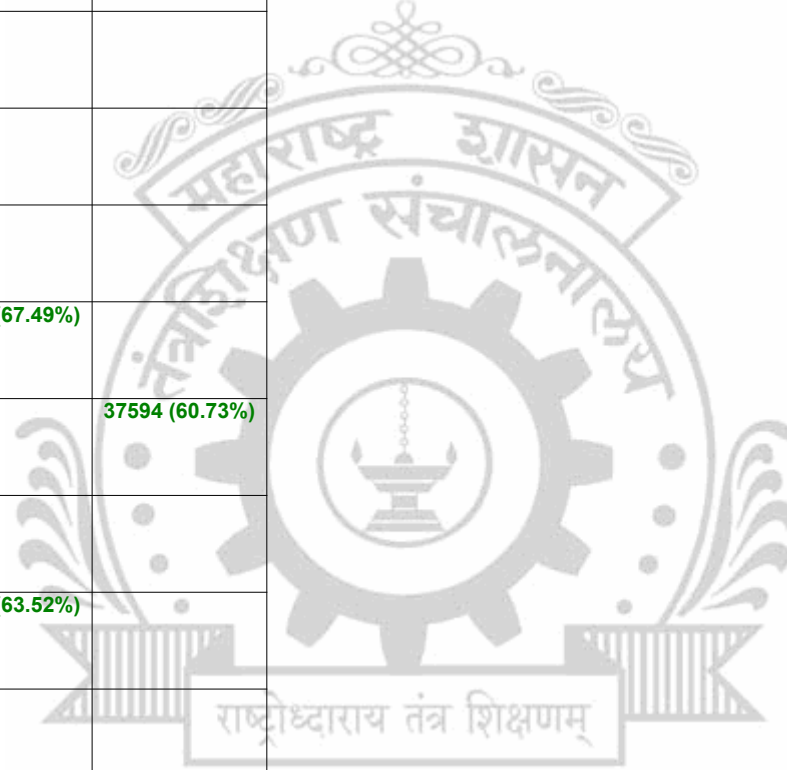 महाराष्ट्र शासन
तंत्रशिक्षण संचालनालय
67.49%)
37594 (60.73%)
63.52%)
राष्ट्रोध्दाराय तंत्र शिक्षणम्